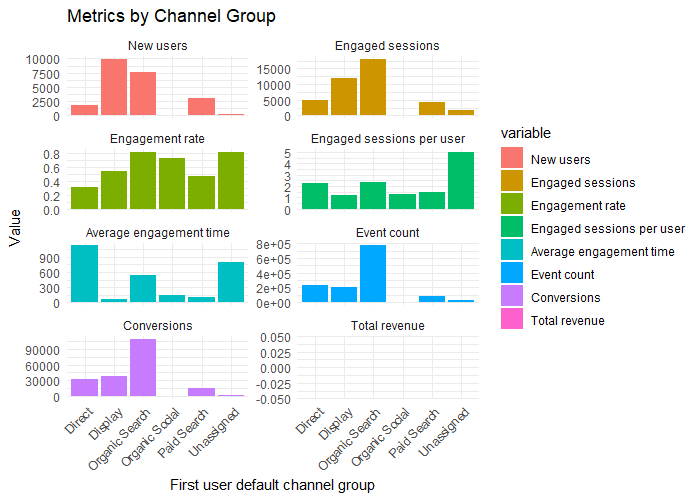 Metrics by Channel Group
New users
10000
7500
5000
2500
0
Engaged sessions
15000
10000
5000
0
Engagement rate
0.8
0.6
0.4
0.2
0.0
Engaged sessions per user
5
4
3
2
1
0
Average engagement time
900
600
300
0
Event count
8e+05
6e+05
4e+05
2e+05
0e+00
Conversions
90000
60000
30000
0
Total revenue
0.050
0.025
0.000
-0.025
-0.050
Value
Direct
Display
Organic Search
Organic Social
Paid Search
Unassigned
Direct
Display
Organic Search
Organic Social
Paid Search
Unassigned
First user default channel group
variable
New users
Engaged sessions
Engagement rate
Engaged sessions per user
Average engagement time
Event count
Conversions
Total revenue